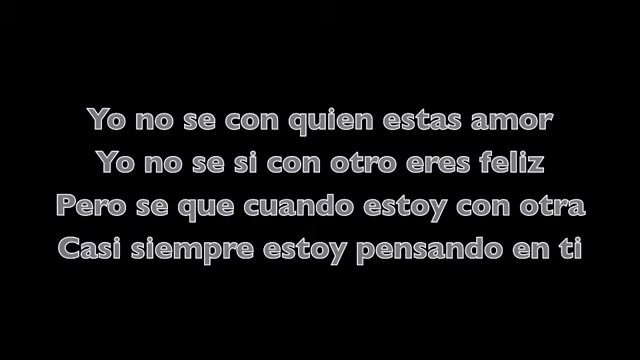 Yo no se con quien estas amor
Yo no se si con otro eres feliz
Pero se que cuando estoy con otra
Casi siempre estoy pensando en ti